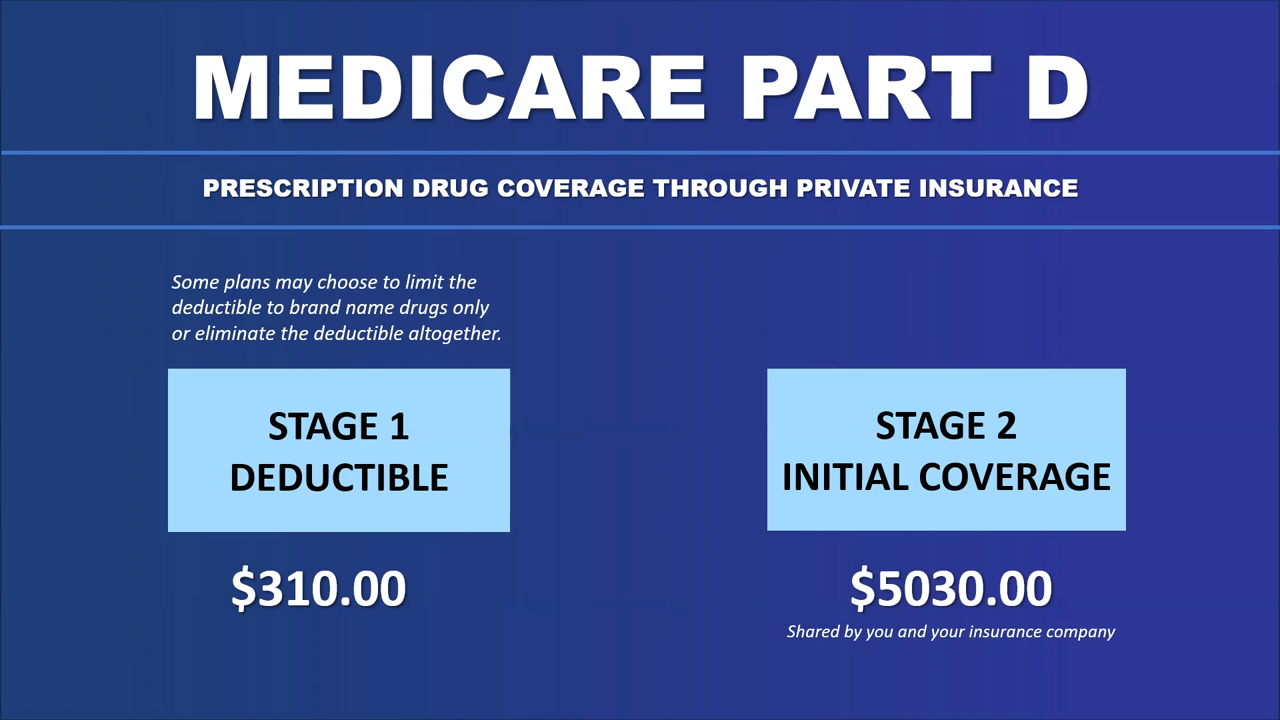 MEDICARE PART D
PRESCRIPTION DRUG COVERAGE THROUGH PRIVATE INSURANCE
Some plans may choose to limit the
deductible to brand name drugs only
or eliminate the deductible altogether.
STAGE 1
DEDUCTIBLE
$310.00
STAGE 2
INITIAL COVERAGE
$5030.00
Shared by you and your insurance company